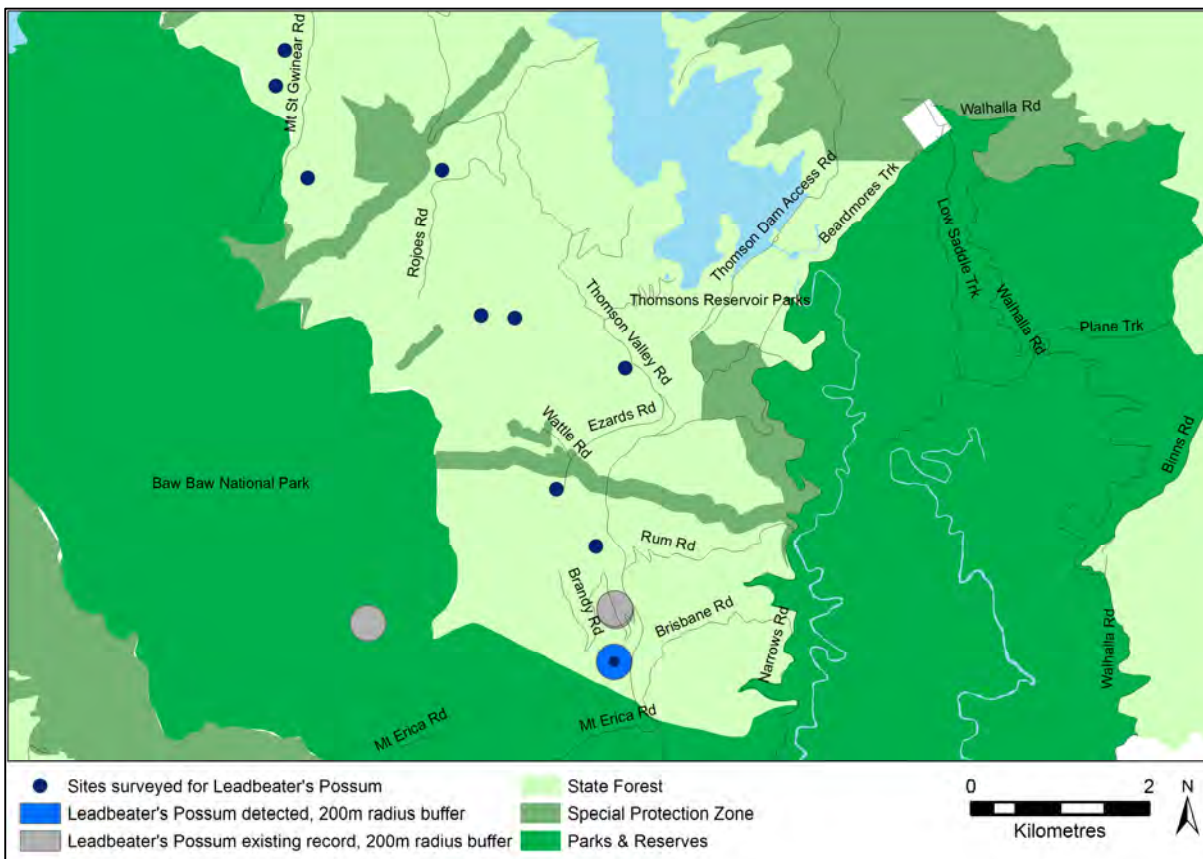 Mt St Gwinear Rd
Walhalla Rd
Thomson Dam Access Rd
Beardmores Trk
Rojoes Rd
Low Saddle Trk
Thomsons Reservoir Parks
Thomson Valley Rd
Walhalla Rd
Plane Trk
Ezards Rd
Wattle Rd
Binns Rd
Baw Baw National Park
Rum Rd
Brandy Rd
Brisbane Rd
Narrows Rd
Walhalla Rd
Mt Erica Rd
Mt Erica Rd
Sites surveyed for Leadbeater's Possum
Leadbeater's Possum detected, 200m radius buffer
Leadbeater's Possum existing record, 200m radius buffer
State Forest
Special Protection Zone
Parks & Reserves
0 2
Kilometres
N